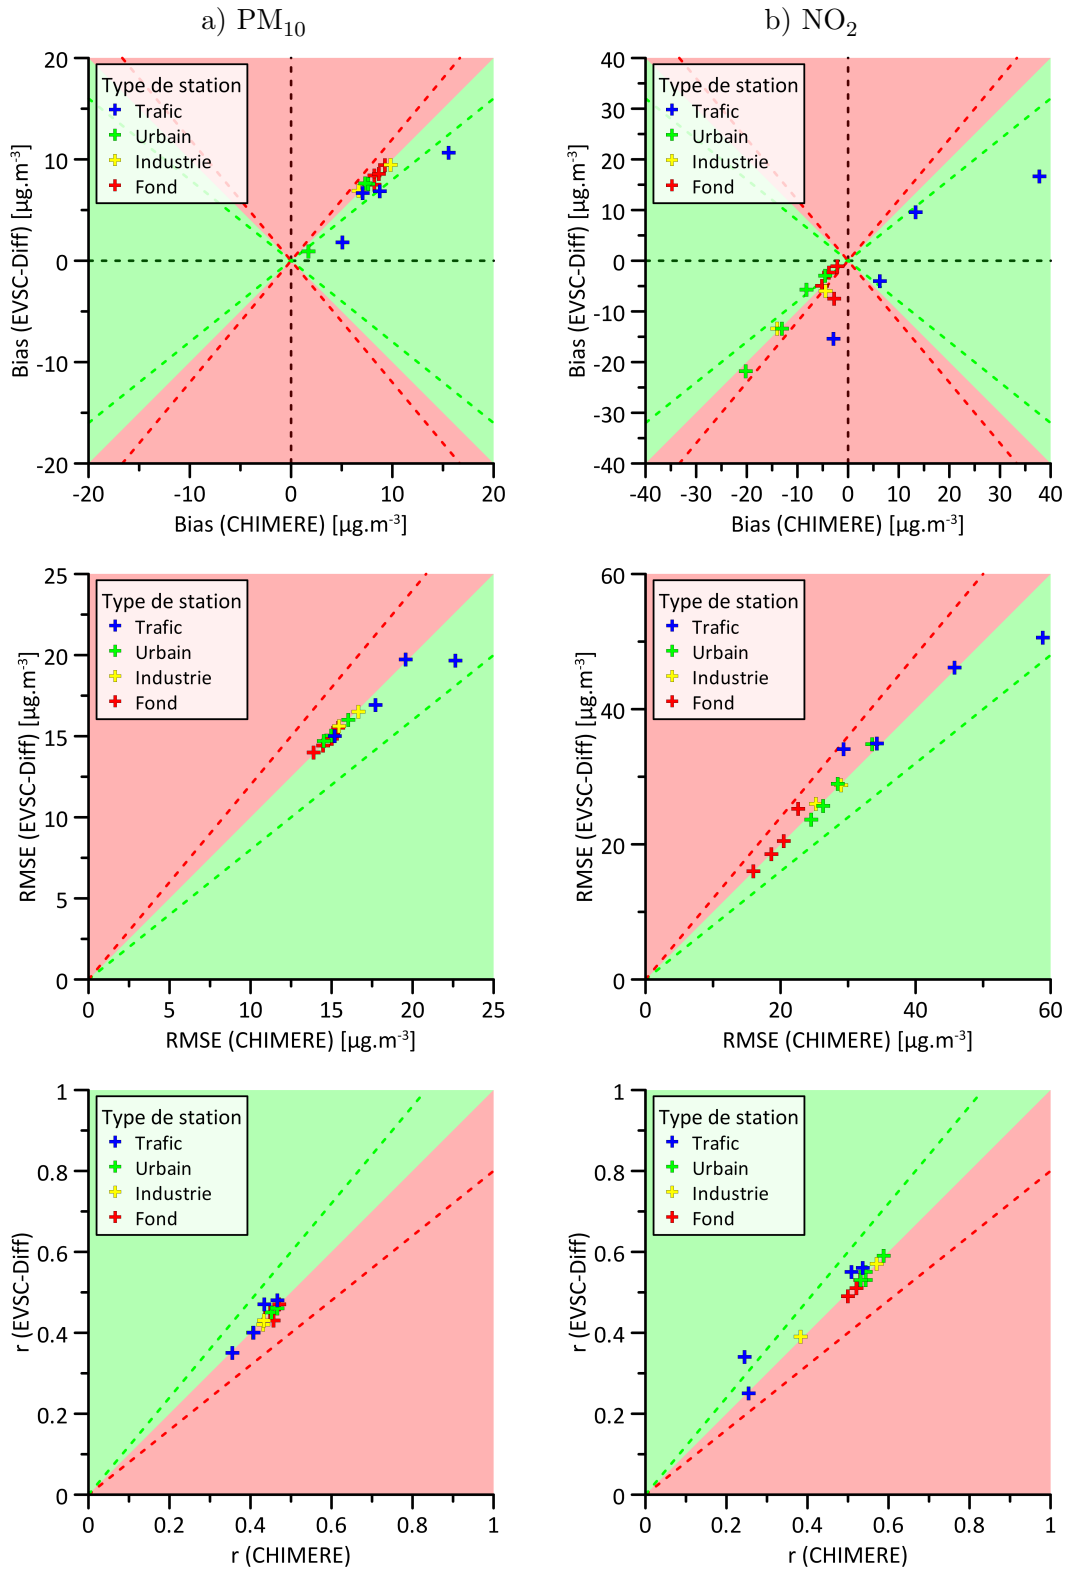 a) PM10
b) NO2
Bias (EVSC-Diff) [µg.m-3]
20
10
0
-10
-20
Type de station
Trafic
Urbain
Industrie
Fond
-20 -10 0 10 20
Bias (CHIMERE) [µg.m-3]
Bias (EVSC-Diff) [µg.m-3]
40
30
20
10
0
-10
-20
-30
-40
Type de station
Trafic
Urbain
Industrie
Fond
-40 -30 -20 -10 0 10 20 30 40
Bias (CHIMERE) [µg.m-3]
RMSE (EVSC-Diff) [µg.m-3]
25
20
15
10
5
0
Type de station
Trafic
Urbain
Industrie
Fond
0 5 10 15 20 25
RMSE (CHIMERE) [µg.m-3]
RMSE (EVSC-Diff) [µg.m-3]
60
40
20
0
Type de station
Trafic
Urbain
Industrie
Fond
0 20 40 60
RMSE (CHIMERE) [µg.m-3]
r (EVSC-Diff)
1
0.8
0.6
0.4
0.2
0
Type de station
Trafic
Urbain
Industrie
Fond
0 0.2 0.4 0.6 0.8 1
r (CHIMERE)
r (EVSC-Diff)
1
0.8
0.6
0.4
0.2
0
Type de station
Trafic
Urbain
Industrie
Fond
0 0.2 0.4 0.6 0.8 1
r (CHIMERE)